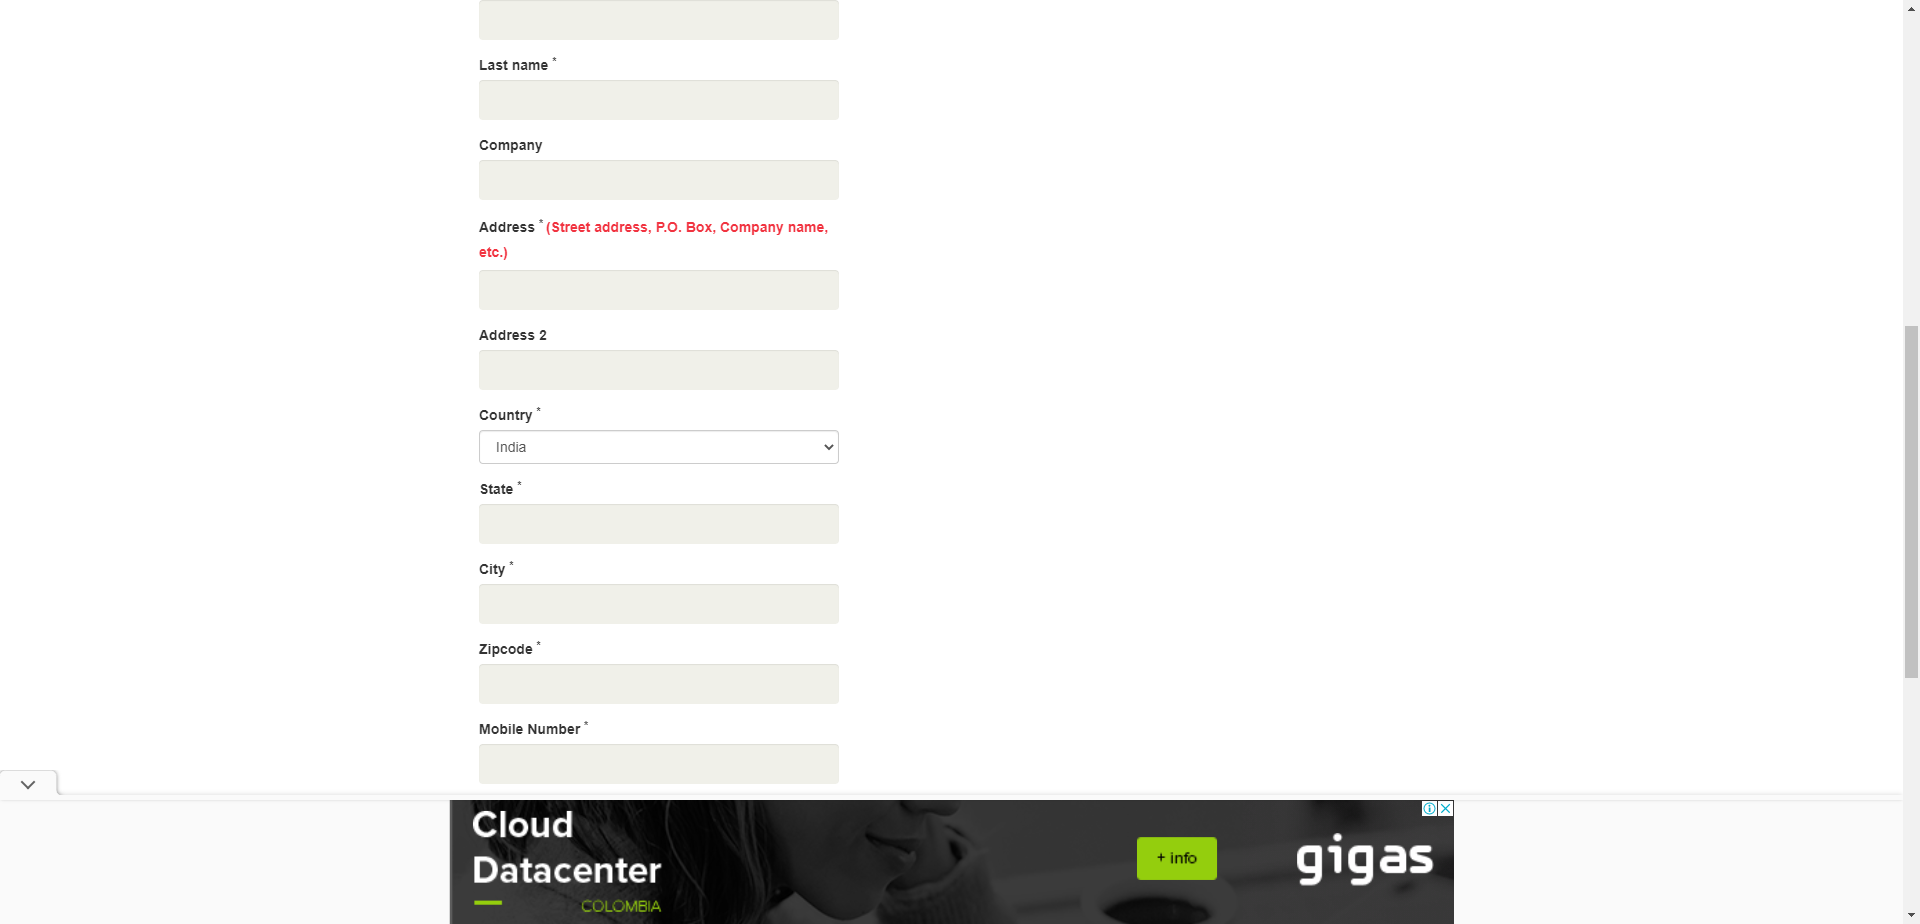 Last name *
Company
Address * (Street address, P.O. Box, Company name,
etc.)
Address 2
Country *
India
State *
City *
Zipcode *
Mobile Number *
Cloud
Datacenter
COLOMBIA
+ info
gigas